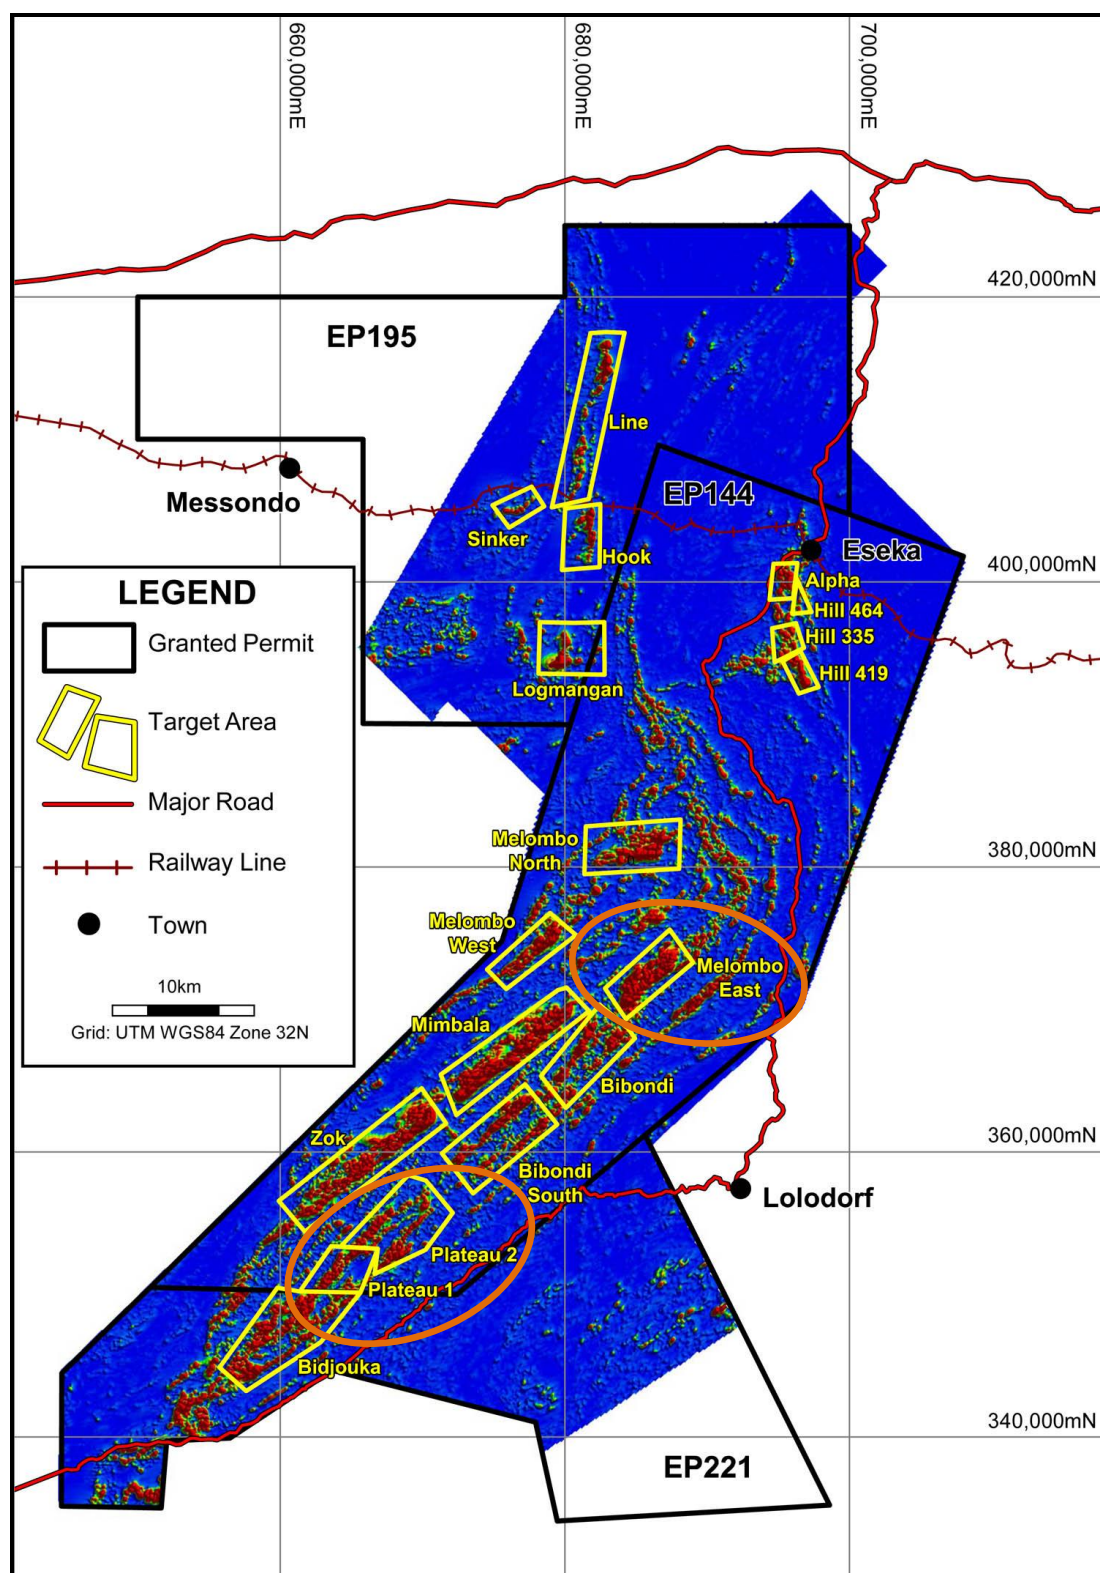 660,000mE
680,000mE
700,000mE
420,000mN
EP195
Line
EP144
Messondo
Sinker
Hook
Eseka
400,000mN
Alpha
Hill 464
Hill 335
Hill 419
Logmangan
LEGEND
Granted Permit
Target Area
Major Road
Railway Line
Town
10km
Grid: UTM WGS84 Zone 32N
Melombo
North
380,000mN
Melombo
West
Melombo
East
Mimbala
Bibondi
Zok
360,000mN
Bibondi
South
Lolodorf
Plateau 2
Plateau 1
Bidjouka
340,000mN
EP221